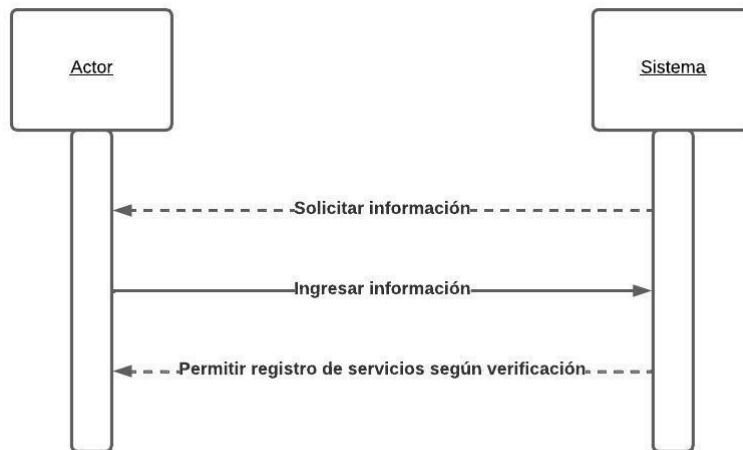 Actor
Sistema
Solicitar información
Ingresar información
Permitir registro de servicios según verificación